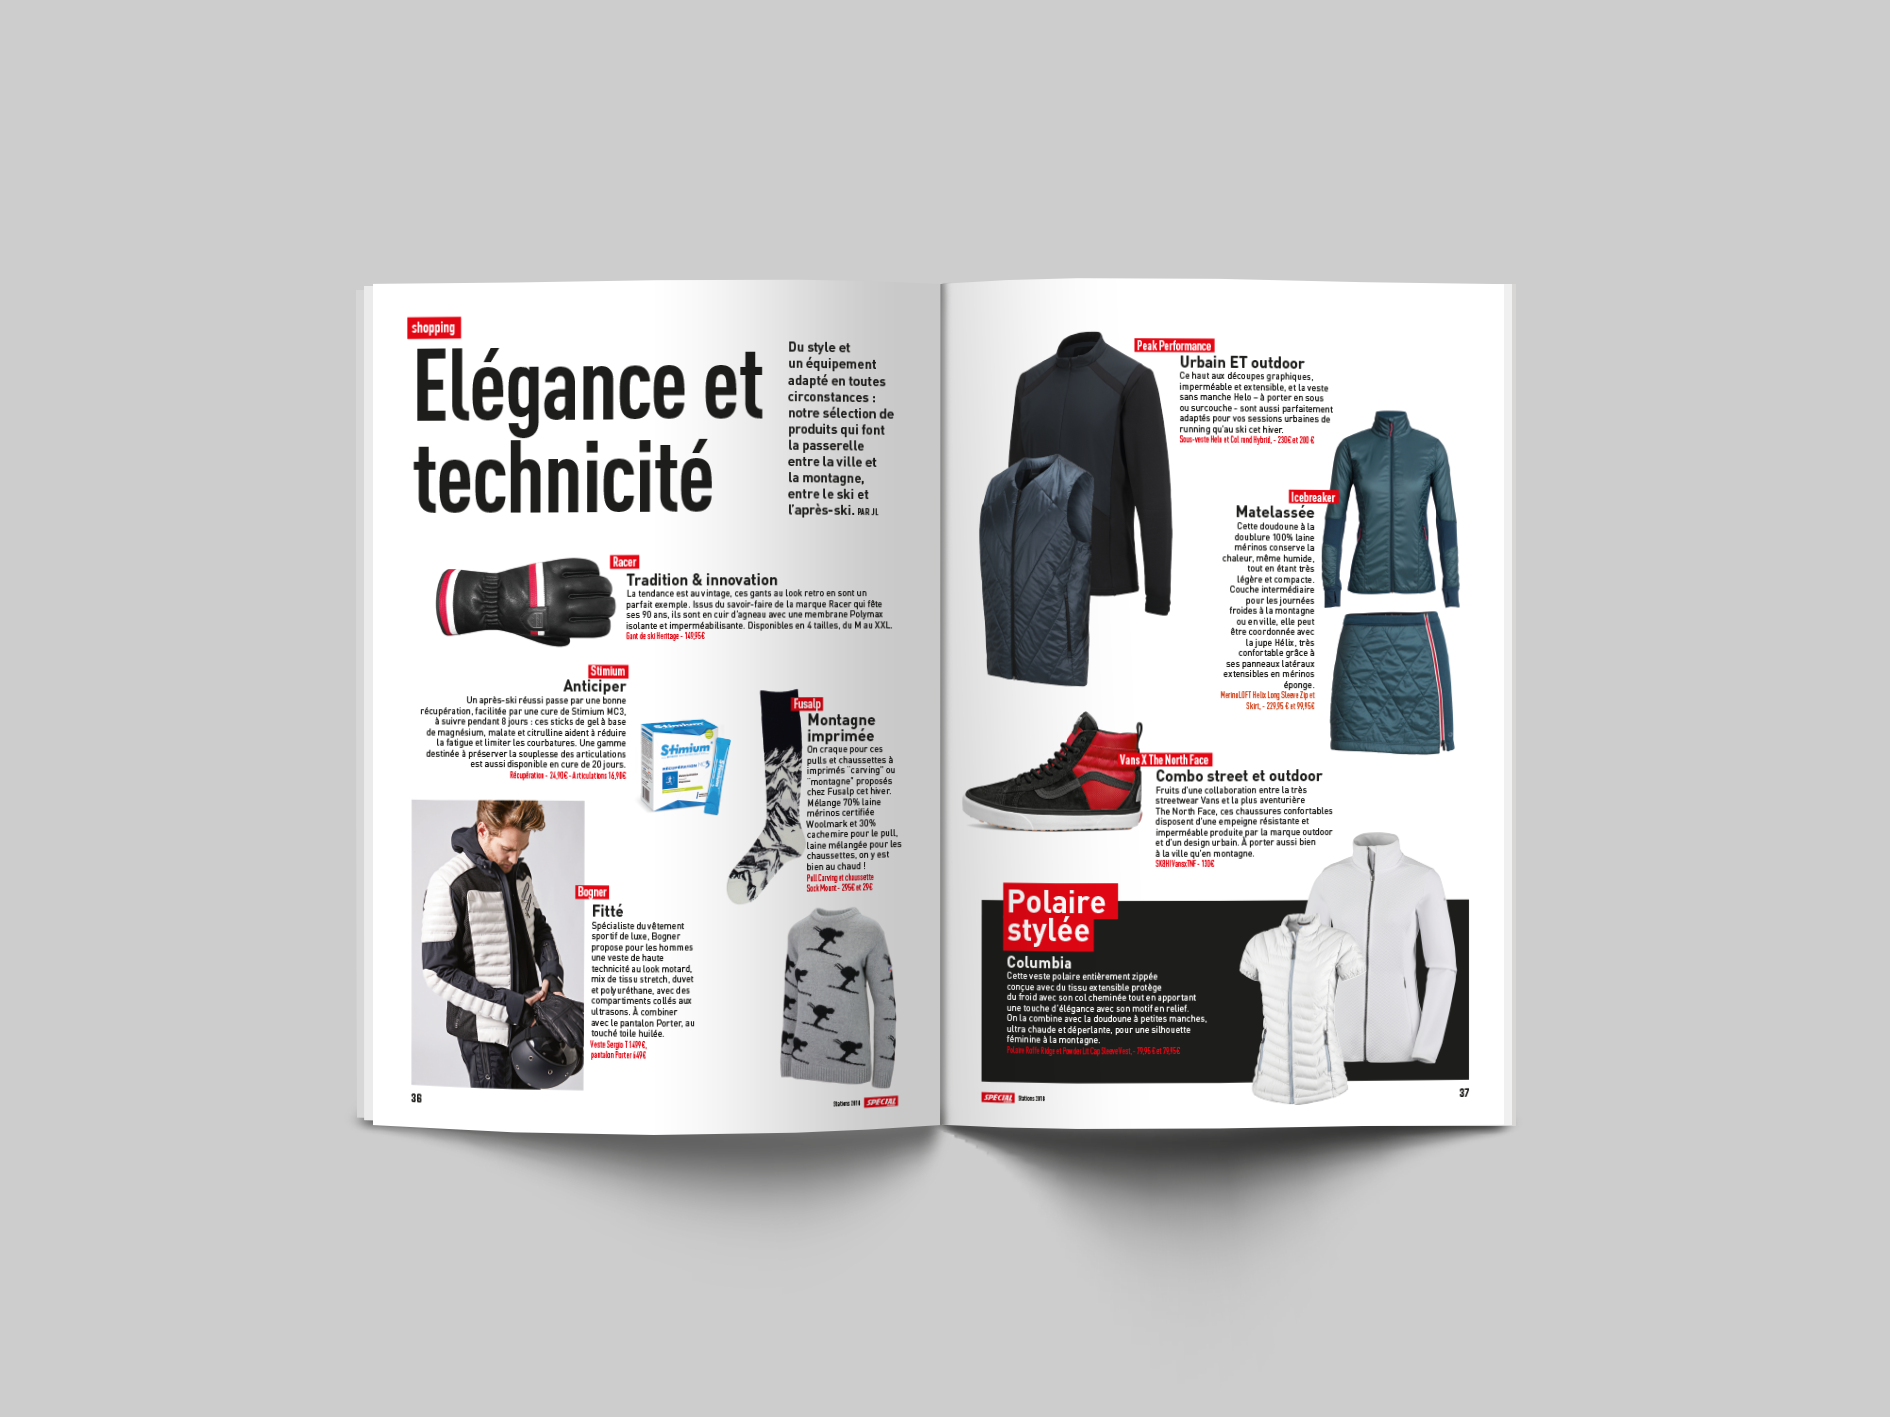 shopping
Elégance et
technicité
Du style et
un équipement
adapté en toutes
circonstances :
notre sélection de
produits qui font
la passerelle
entre la ville et
la montagne,
entre le ski et
l'après-ski. PAR JL
Racer
Tradition & innovation
La tendance est au vintage, ces gants au look retro en sont un
parfait exemple. Issus du savoir-faire de la marque Racer qui fête
ses 90 ans, ils sont en cuir d'agneau avec une membrane Polymax
isolante et imperméabilisante. Disponibles en 4 tailles, du M au XXL.
Gant de ski Heritage - 149,95€
Stimium
Anticiper
Un après-ski réussi passe par une bonne
récupération, facilitée par une cure de Stimium MC3,
à suivre pendant 8 jours : ces sticks de gel à base
de magnésium, malate et citrulline aident à réduire
la fatigue et limiter les courbatures. Une gamme
destinée à préserver la souplesse des articulations
est aussi disponible en cure de 20 jours.
Récupération - 24,90€ - Articulations 16,90€
Stimium
RÉCUPÉRATION MC3
Fusalp
Montagne
imprimée
On craque pour ces
pulls et chaussettes à
imprimés "carving" ou
"montagne" proposés
chez Fusalp cet hiver.
Mélange 70% laine
mérinos certifiée
Woolmark et 30%
cachemire pour le pull,
laine mélangée pour les
chaussettes, on y est
bien au chaud !
Pull Carving et chaussette
Sock Mount - 295€ et 29€
Bogner
Fitté
Spécialiste du vêtement
sportif de luxe, Bogner
propose pour les hommes
une veste de haute
technicité au look motard,
mix de tissu stretch, duvet
et polyuréthane, avec des
compartiments collés aux
ultrasons. À combiner
avec le pantalon Porter, au
touché toile huilée.
Veste Sergio T 1499€,
pantalon Porter 649€
36
Stations 2018 SPECIAL
Peak Performance
Urbain ET outdoor
Ce haut aux découpes graphiques,
imperméable et extensible, et la veste
sans manche Helo – à porter en sous
ou surcouche - sont aussi parfaitement
adaptés pour vos sessions urbaines de
running qu'au ski cet hiver.
Sous-veste Helo et Col rond Hybrid, - 230€ et 200 €
Icebreaker
Matelassée
Cette doudoune à la
doublure 100% laine
mérinos conserve la
chaleur, même humide,
tout en étant très
légère et compacte.
Couche intermédiaire
pour les journées
froides à la montagne
ou en ville, elle peut
être coordonnée avec
la jupe Hélix, très
confortable grâce à
ses panneaux latéraux
extensibles en mérinos
éponge.
MerinoLOFT Helix Long Sleeve Zip et
Skirt, - 229,95 € et 99,95€
Vans X The North Face
Combo street et outdoor
Fruits d'une collaboration entre la très
streetwear Vans et la plus aventurière
The North Face, ces chaussures confortables
disposent d'une empeigne résistante et
imperméable produite par la marque outdoor
et d'un design urbain. À porter aussi bien
à la ville qu'en montagne.
SK8HI VansxTNF - 130€
Polaire
stylée
Columbia
Cette veste polaire entièrement zippée
conçue avec du tissu extensible protège
du froid avec son col cheminée tout en apportant
une touche d'élégance avec son motif en relief.
On la combine avec la doudoune à petites manches,
ultra chaude et déperlante, pour une silhouette
féminine à la montagne.
SPECIAL Stations 2018
37